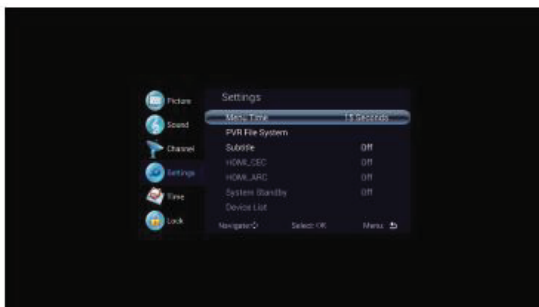 Picture
Sound
Channel
Settings
Time
Lock
Settings
Menu Time 15 Seconds
PVR File System
Subtitle Off
HDMI_CEC Off
HDMI_ARC Off
System Standby Off
Device List
Navigate Select OK Menu